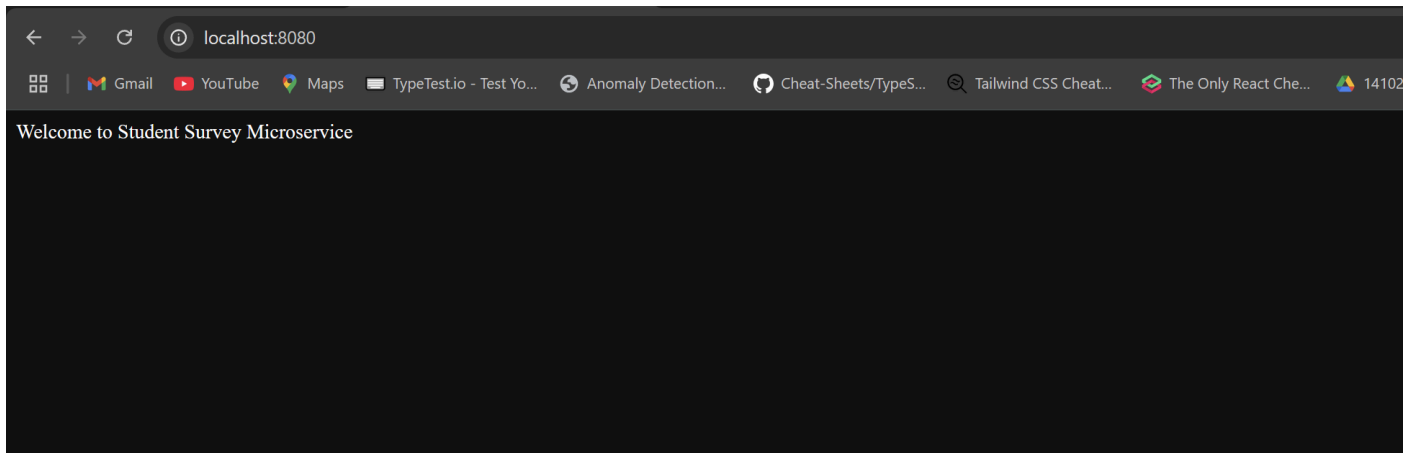 localhost:8080
Gmail YouTube Maps TypeTest.io - Test Yo... Anomaly Detection... Cheat-Sheets/TypeS... Tailwind CSS Cheat... The Only React Che... 14102
Welcome to Student Survey Microservice